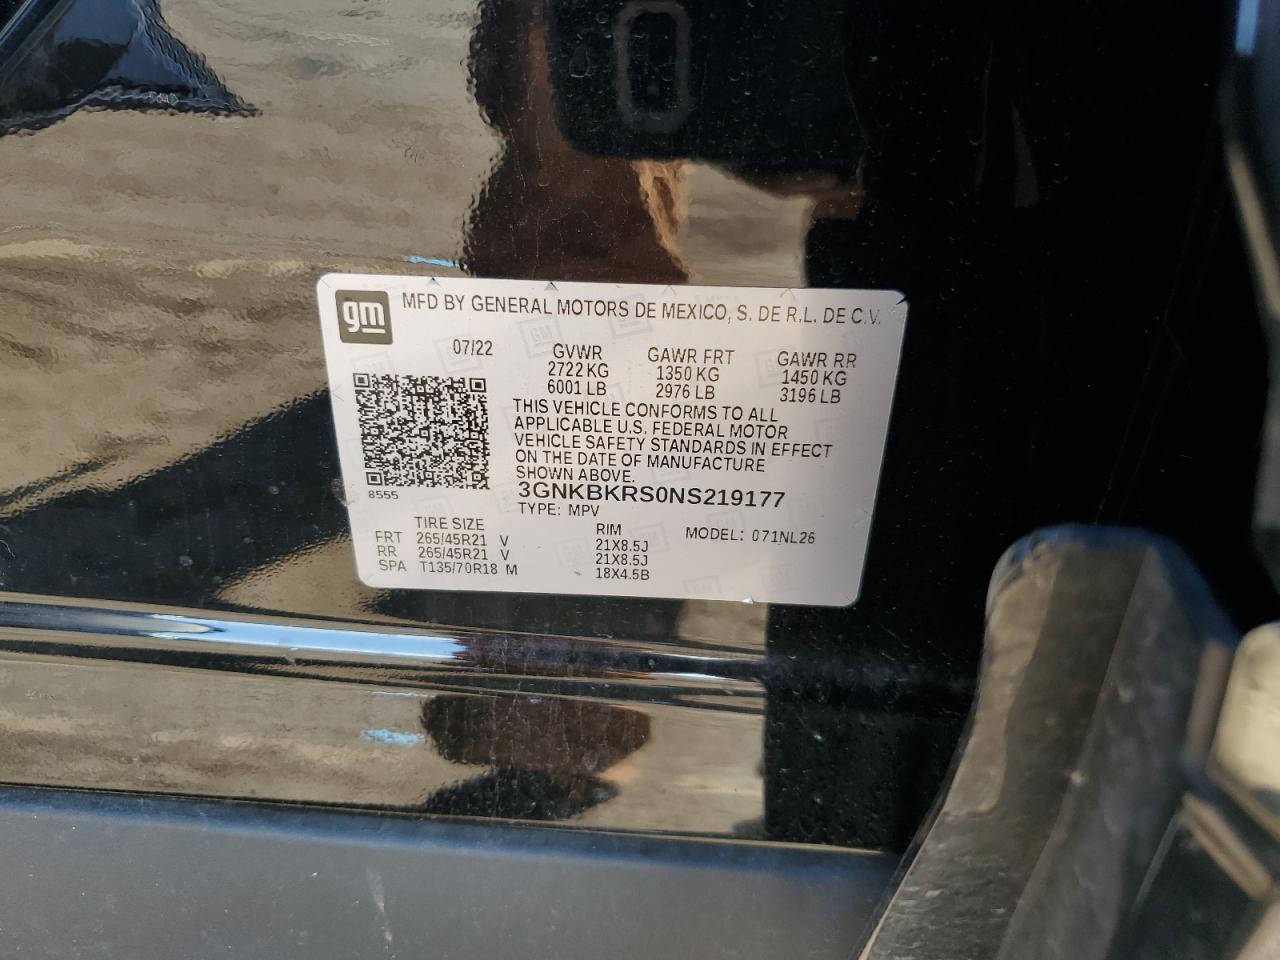 gm MFD BY GENERAL MOTORS DE MEXICO, S. DE R.L. DE C.V.
07/22 GVWR GAWR FRT GAWR RR
2722 KG 1350 KG 1450 KG
6001 LB 2976 LB 3196 LB
THIS VEHICLE CONFORMS TO ALL
APPLICABLE U.S. FEDERAL MOTOR
VEHICLE SAFETY STANDARDS IN EFFECT
ON THE DATE OF MANUFACTURE
SHOWN ABOVE.
8555 3GNKBKRS0NS219177
TYPE: MPV
TIRE SIZE RIM MODEL: 071NL26
FRT 265/45R21 V 21X8.5J
RR 265/45R21 V 21X8.5J
SPA T135/70R18 M 18X4.5B